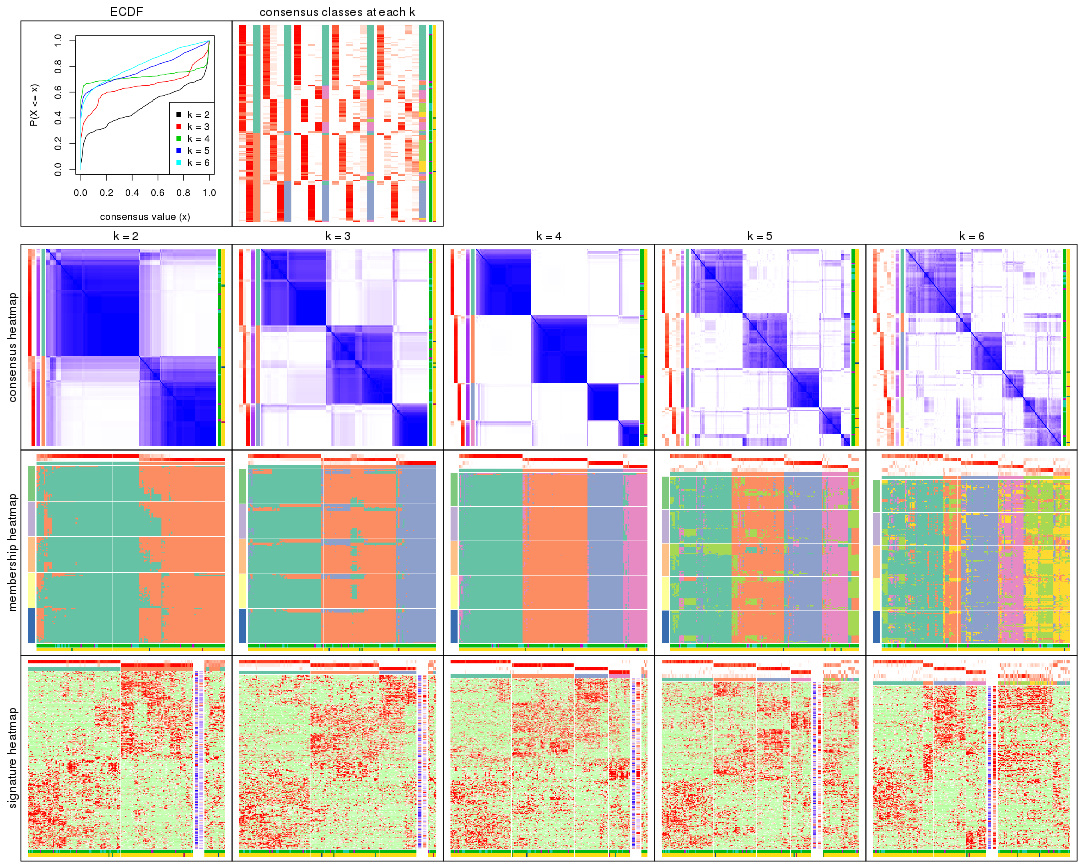 ECDF
consensus classes at each k
P(X <= x)
0.0
0.2
0.4
0.6
0.8
1.0
k = 2
k = 3
k = 4
k = 5
k = 6
0.0 0.2 0.4 0.6 0.8 1.0
consensus value (x)
k = 2
k = 3
k = 4
k = 5
k = 6
consensus heatmap
membership heatmap
signature heatmap